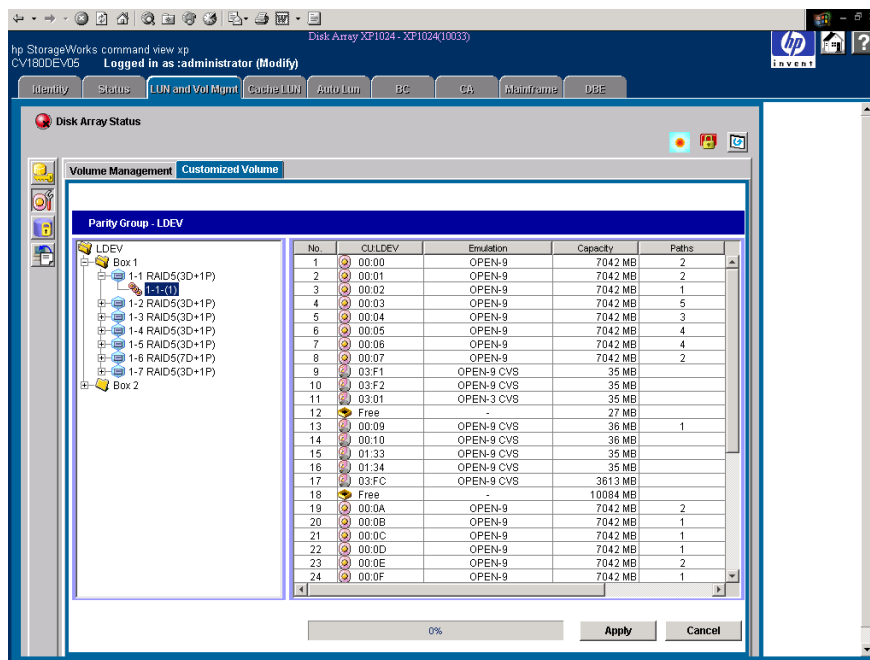 Disk Array XP1024 - XP1024(10033)
hp StorageWorks command view xp
CV180DEV05 Logged in as :administrator (Modify)
hp
invent
?
Identity Status LUN and Vol Mgmt Cache LUN Auto Lun BC CA Mainframe DBE
Disk Array Status
Volume Management Customized Volume
Parity Group - LDEV
LDEV
Box 1
1-1 RAID5(3D+1P)
1-1-(1)
1-2 RAID5(3D+1P)
1-3 RAID5(3D+1P)
1-4 RAID5(3D+1P)
1-5 RAID5(3D+1P)
1-6 RAID5(7D+1P)
1-7 RAID5(3D+1P)
Box 2
No. CU:LDEV Emulation Capacity Paths
1 00:00 OPEN-9 7042 MB 2
2 00:01 OPEN-9 7042 MB 2
3 00:02 OPEN-9 7042 MB 1
4 00:03 OPEN-9 7042 MB 5
5 00:04 OPEN-9 7042 MB 3
6 00:05 OPEN-9 7042 MB 4
7 00:06 OPEN-9 7042 MB 4
8 00:07 OPEN-9 7042 MB 2
9 03:F1 OPEN-9 CVS 35 MB
10 03:F2 OPEN-9 CVS 35 MB
11 03:01 OPEN-3 CVS 35 MB
12 Free - 27 MB
13 00:09 OPEN-9 CVS 36 MB 1
14 00:10 OPEN-9 CVS 36 MB
15 01:33 OPEN-9 CVS 35 MB
16 01:34 OPEN-9 CVS 35 MB
17 03:FC OPEN-9 CVS 3613 MB
18 Free - 10084 MB
19 00:0A OPEN-9 7042 MB 2
20 00:0B OPEN-9 7042 MB 1
21 00:0C OPEN-9 7042 MB 1
22 00:0D OPEN-9 7042 MB 1
23 00:0E OPEN-9 7042 MB 2
24 00:0F OPEN-9 7042 MB 1
0% Apply Cancel